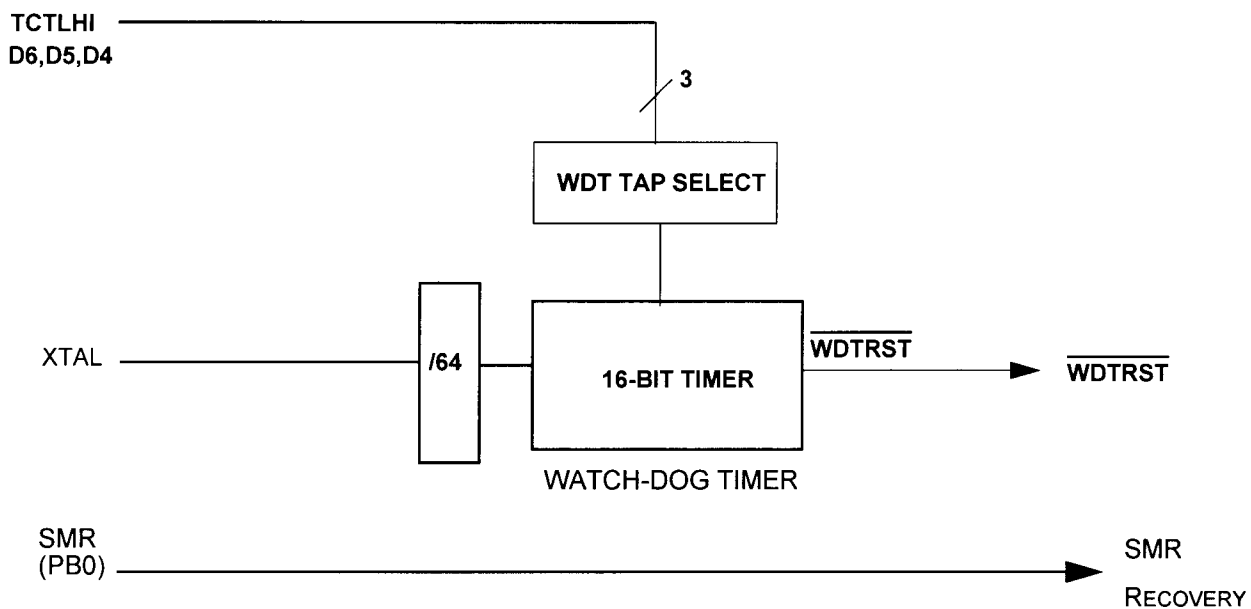 TCTLHI
D6,D5,D4
3
WDT TAP SELECT
XTAL
/64
16-BIT TIMER
WDTRST
WDTRST
WATCH-DOG TIMER
SMR
(PB0)
SMR
RECOVERY